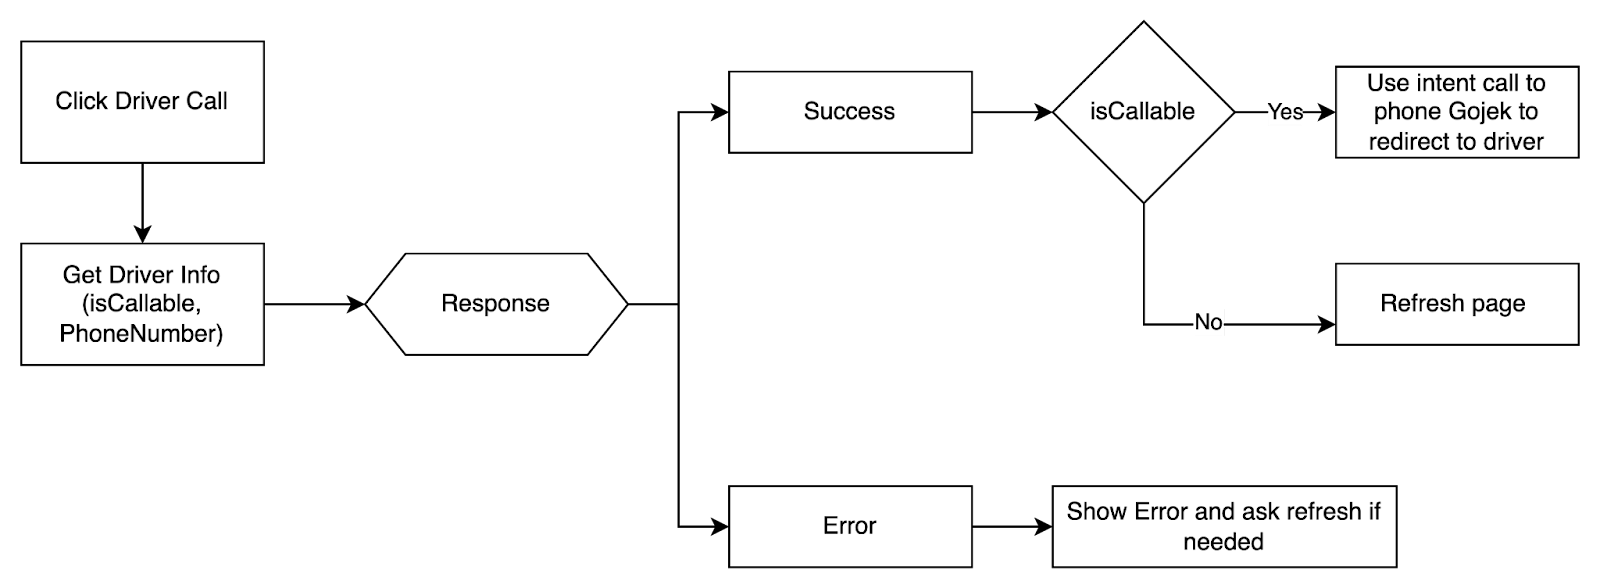 Click Driver Call
Get Driver Info
(isCallable,
PhoneNumber)
Response
Success
isCallable
Yes
Use intent call to
phone Gojek to
redirect to driver
No
Refresh page
Error
Show Error and ask refresh if
needed